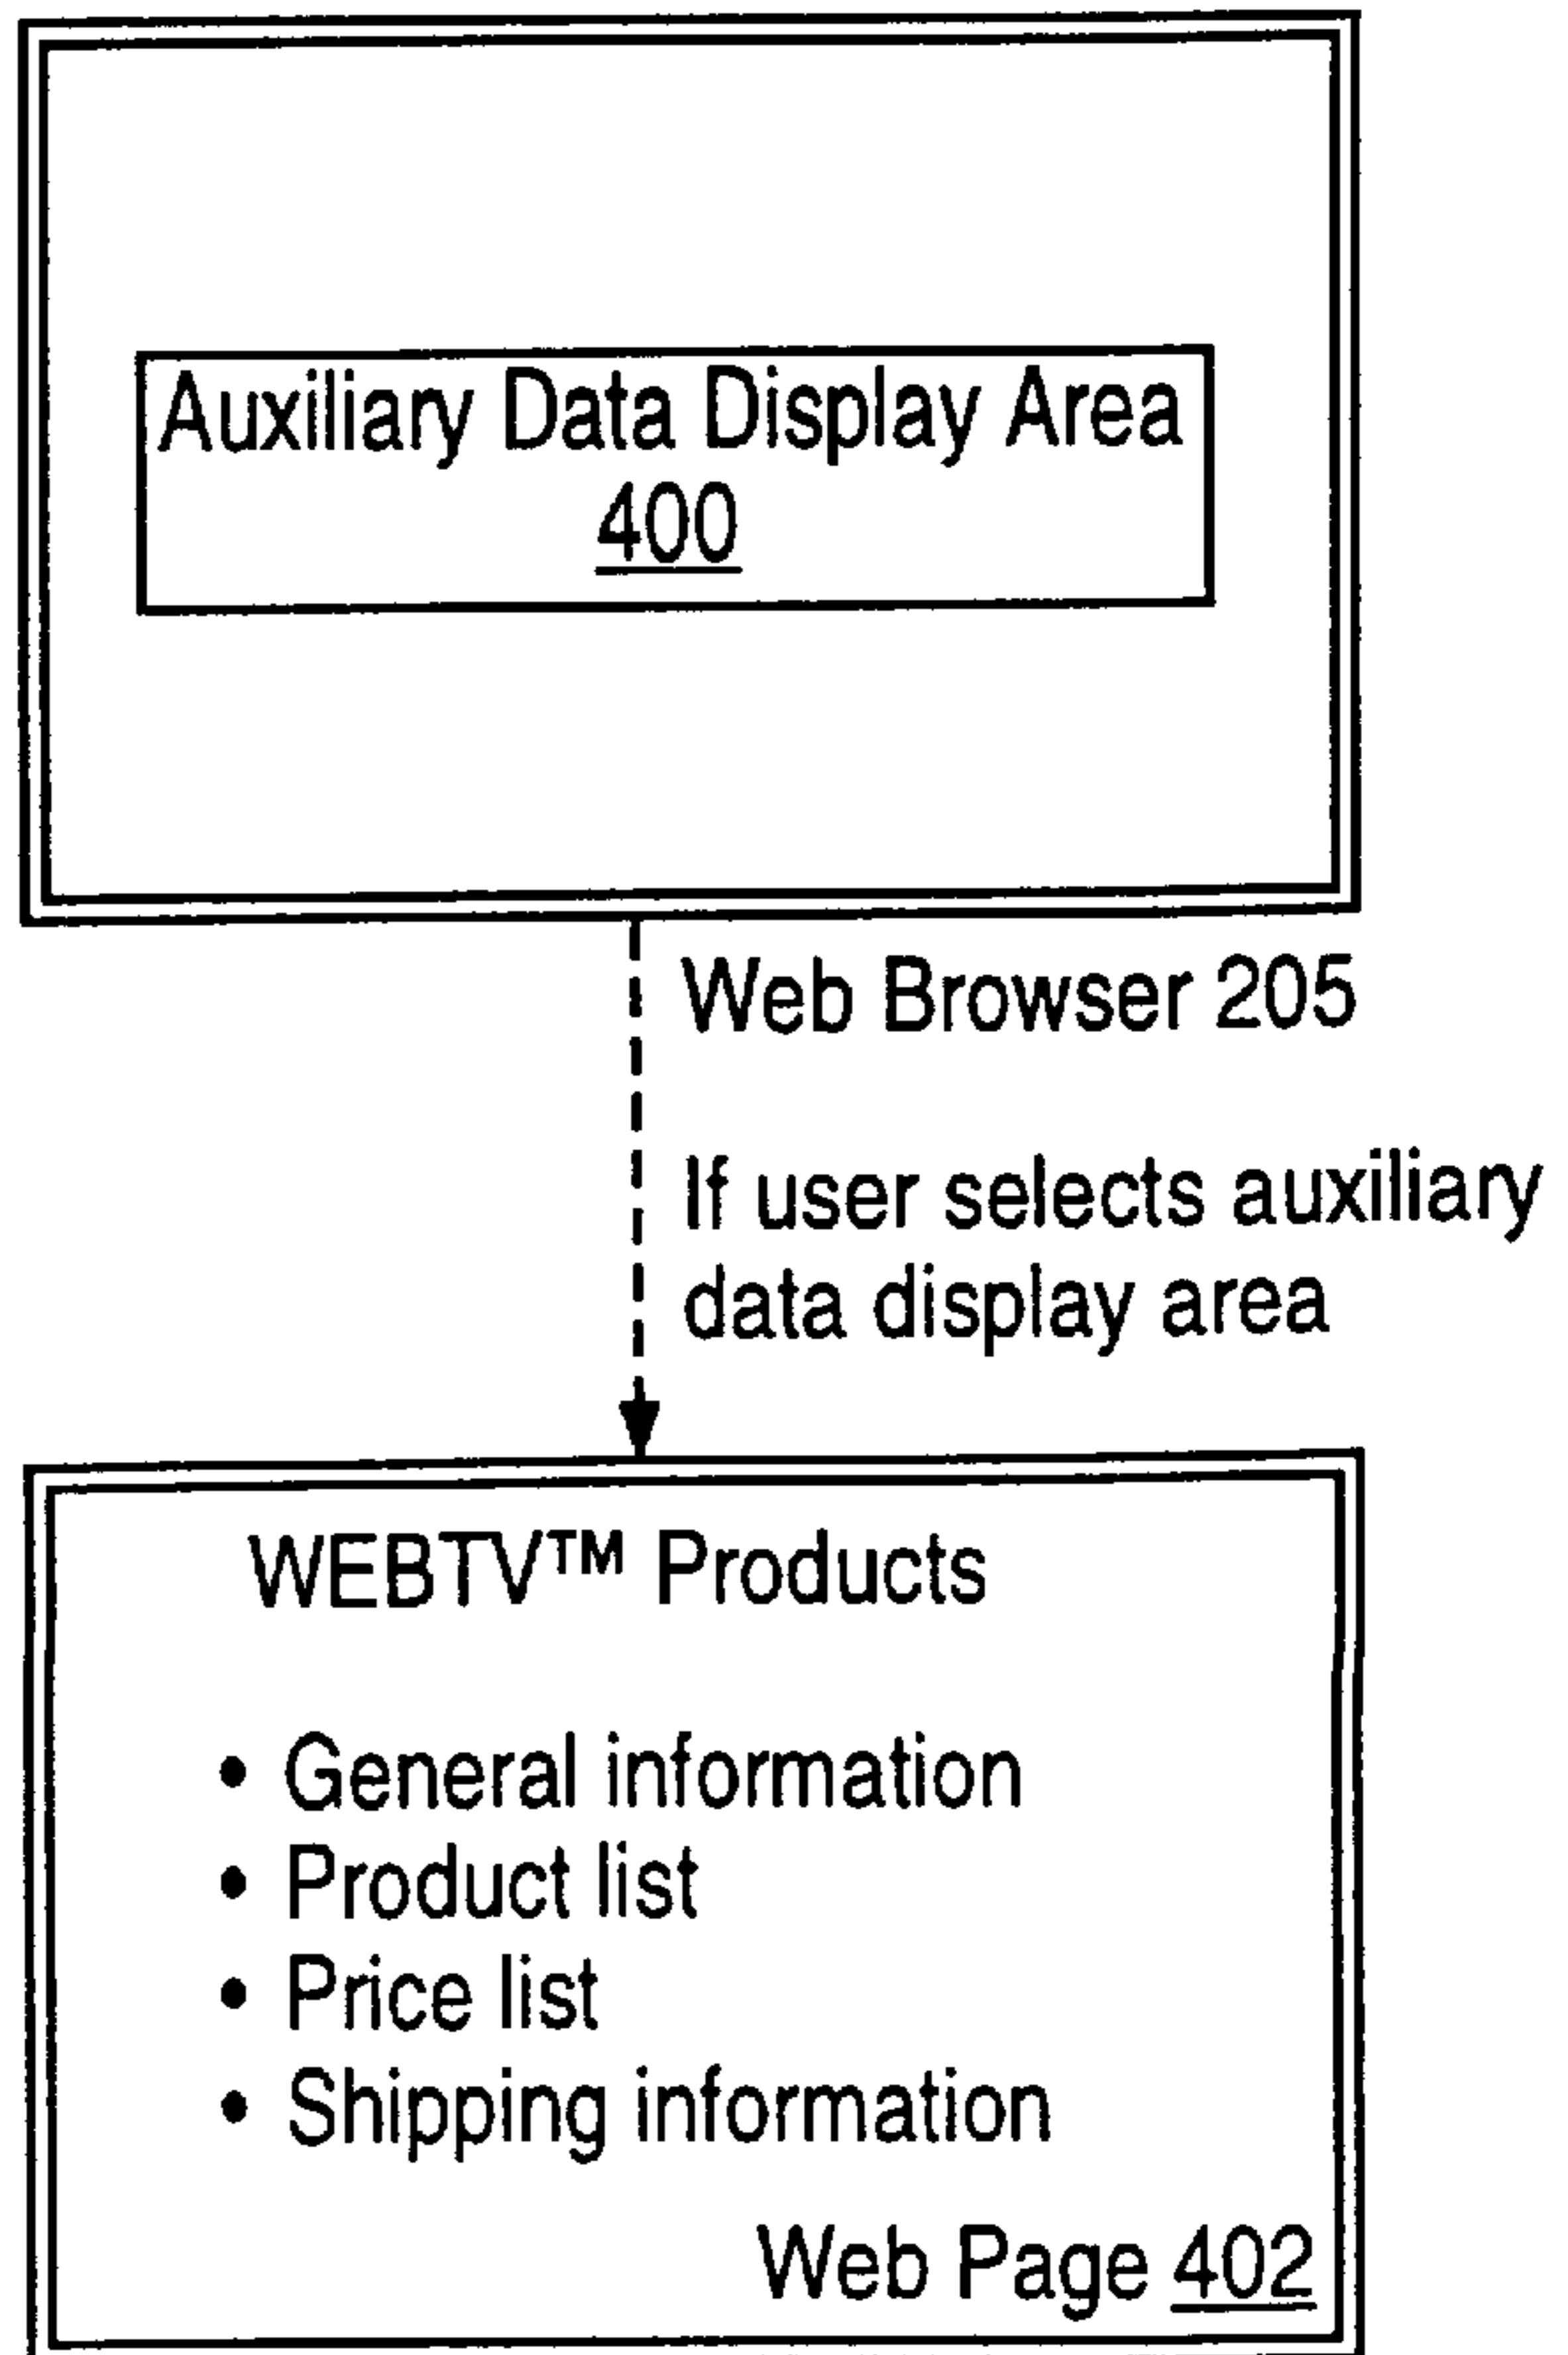 Auxiliary Data Display Area
400
Web Browser 205
If user selects auxiliary
data display area
WEBTV™ Products
• General information
• Product list
• Price list
• Shipping information
Web Page 402